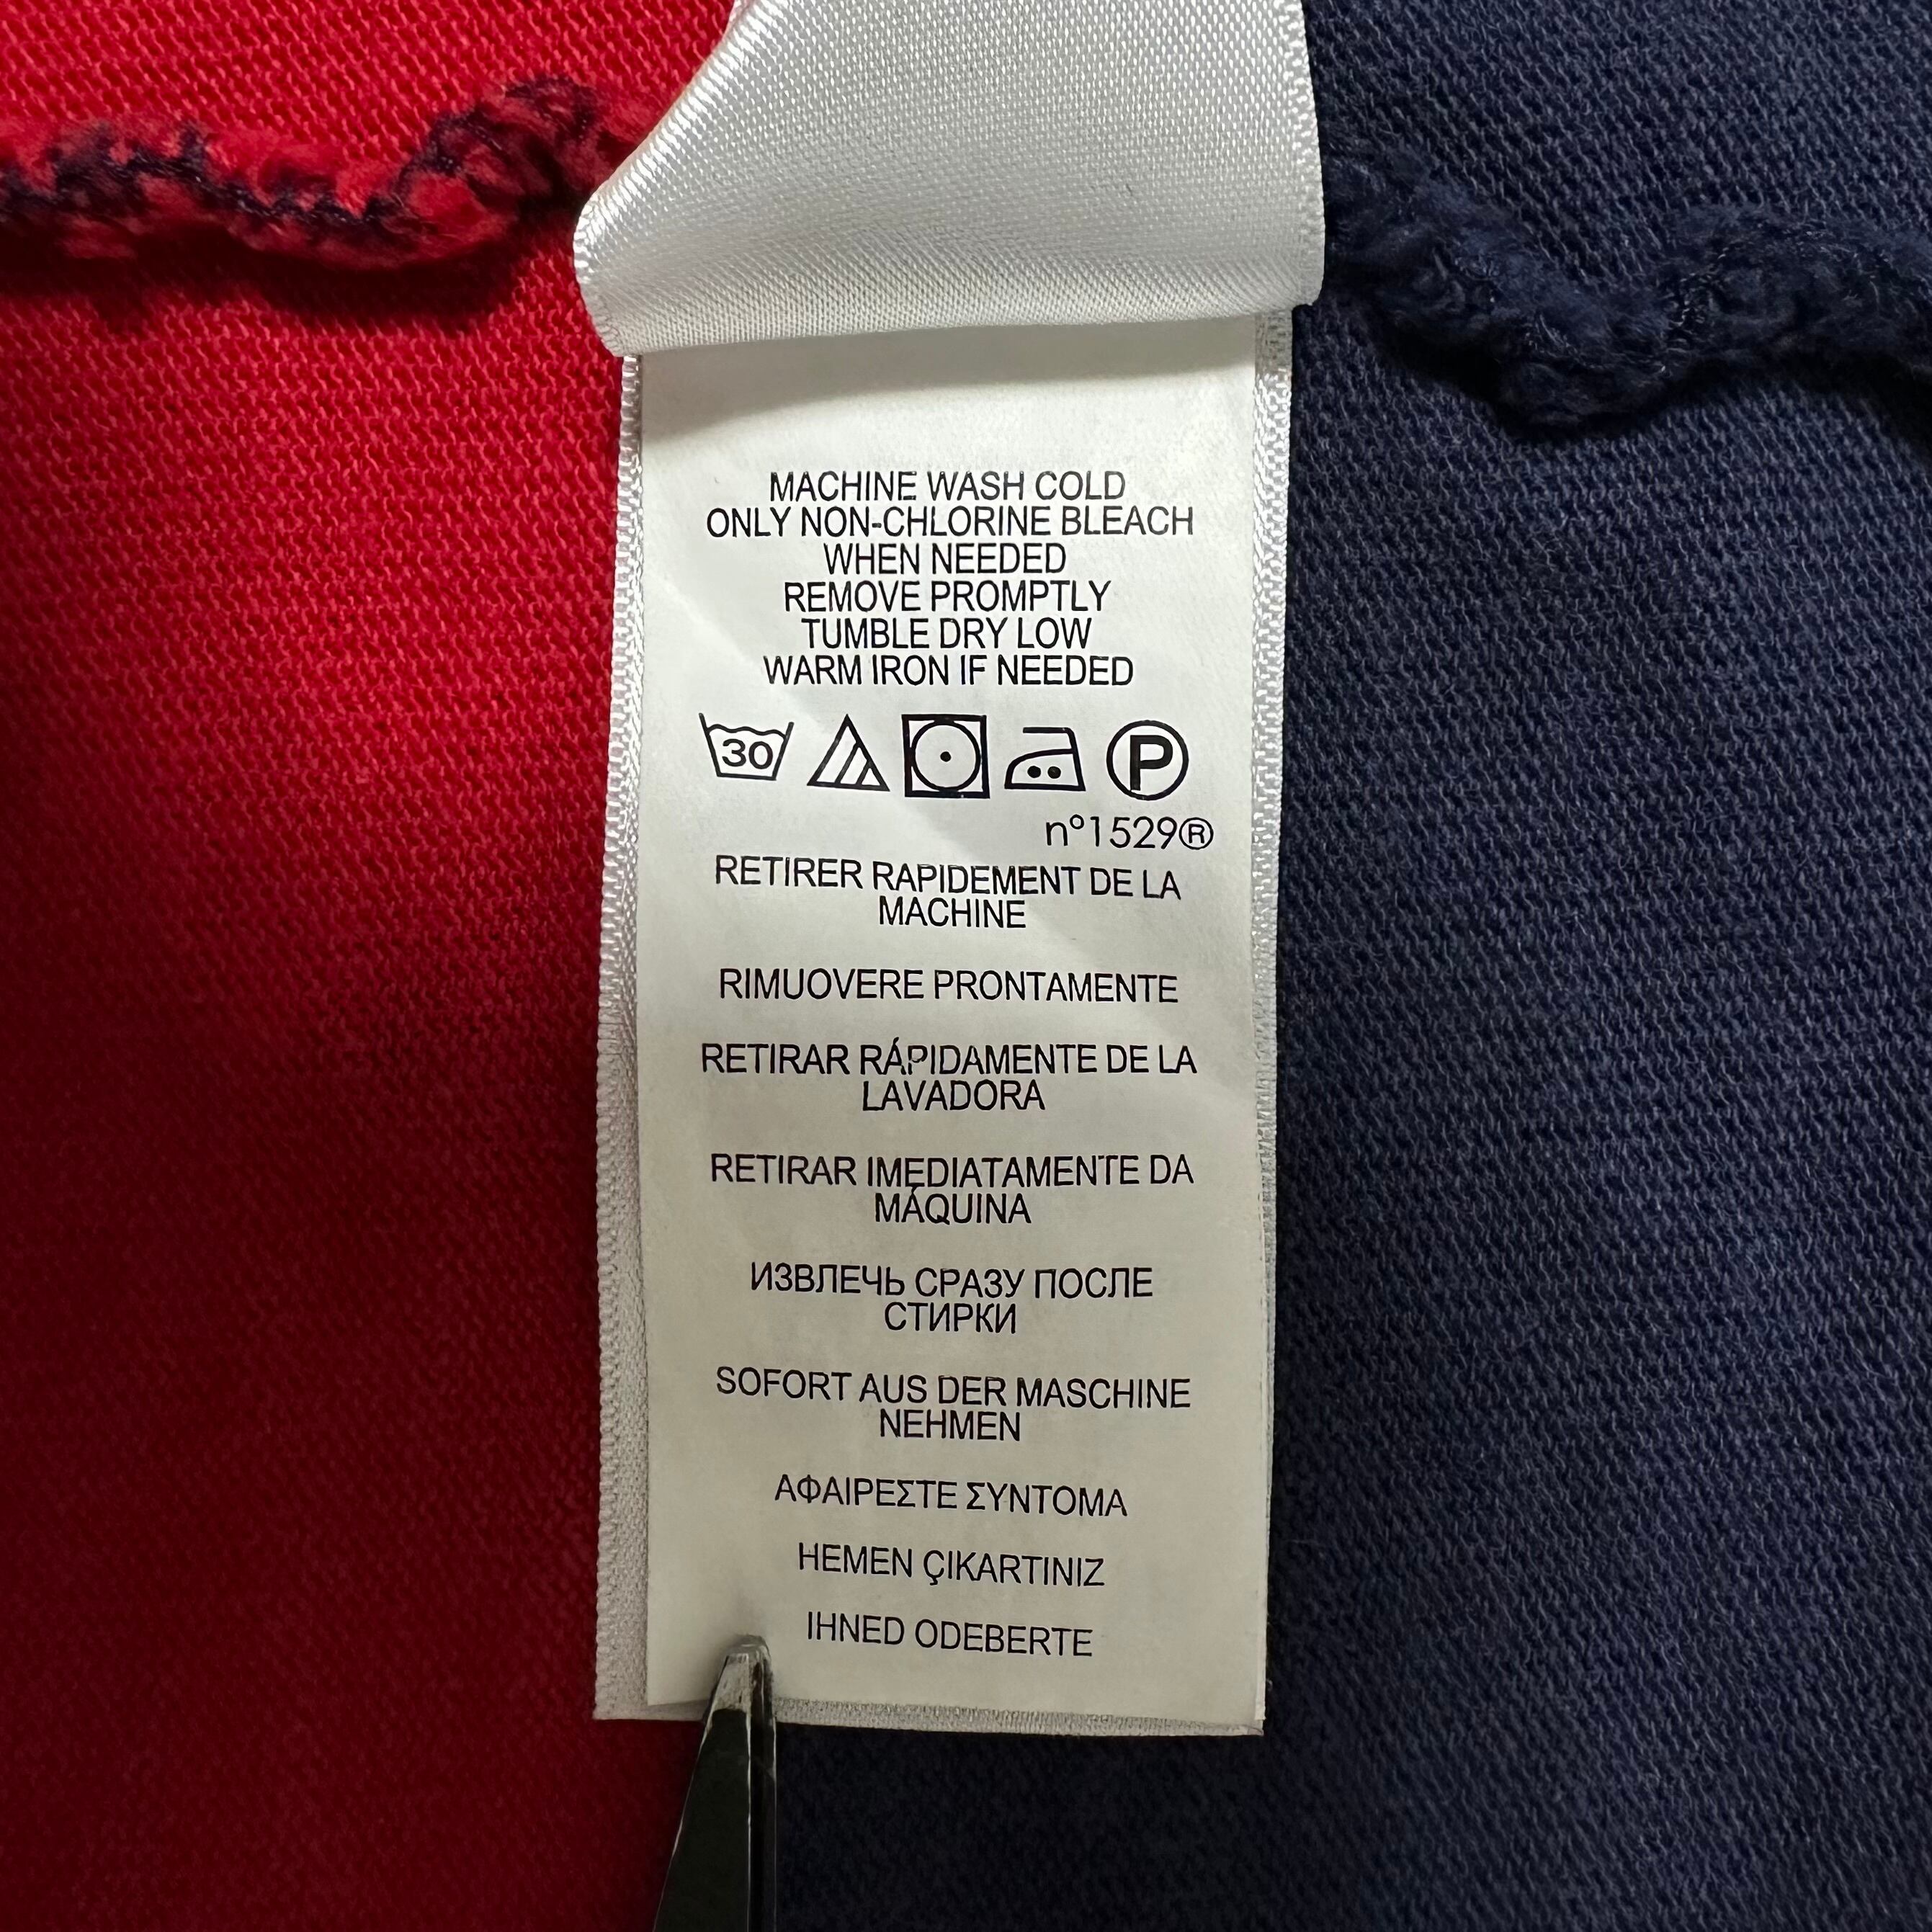 MACHINE WASH COLD
ONLY NON-CHLORINE BLEACH
WHEN NEEDED
REMOVE PROMPTLY
TUMBLE DRY LOW
WARM IRON IF NEEDED
30 P
n°1529®
RETIRER RAPIDEMENT DE LA
MACHINE
RIMUOVERE PRONTAMENTE
RETIRAR RÁPIDAMENTE DE LA
LAVADORA
RETIRAR IMEDIATAMENTE DA
MÁQUINA
ИЗВЛЕЧЬ СРАЗУ ПОСЛЕ
СТИРКИ
SOFORT AUS DER MASCHINE
NEHMEN
ΑΦΑΙΡΕΣΤΕ ΣΥΝΤΟΜΑ
HEMEN ÇIKARTINIZ
IHNED ODEBERTE